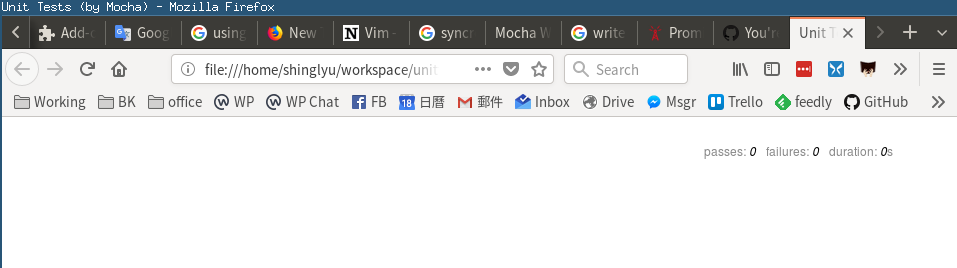 Unit Tests (by Mocha) - Mozilla Firefox
Add-o Goog using New Vim - syncr Mocha W write Prom You're Unit T
file:///home/shinglyu/workspace/unit Search
Working BK office WP WP Chat FB 18 日曆 郵件 Inbox Drive Msgr Trello feedly GitHub
passes: 0 failures: 0 duration: 0s